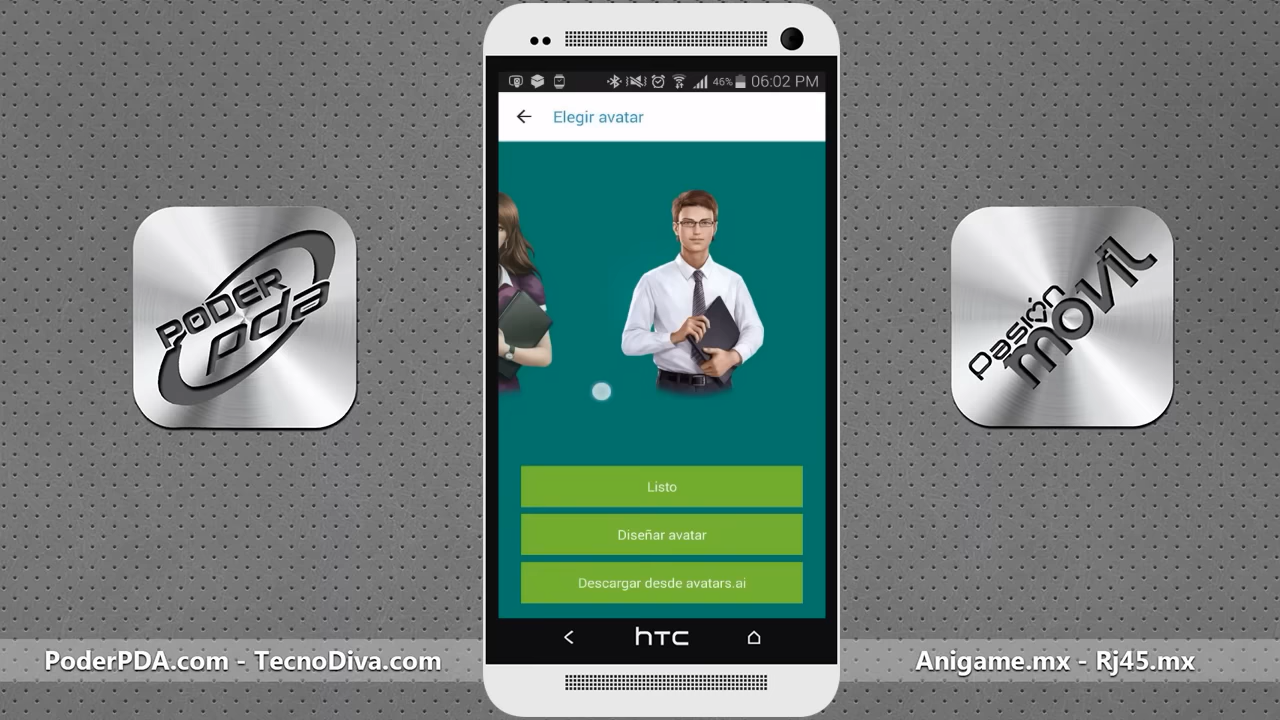 46% 06:02 PM
Elegir avatar
PODER
pda
Pasión
movil
Listo
Diseñar avatar
Descargar desde avatars.ai
hTC
PoderPDA.com - TecnoDiva.com
Anigame.mx - Rj45.mx